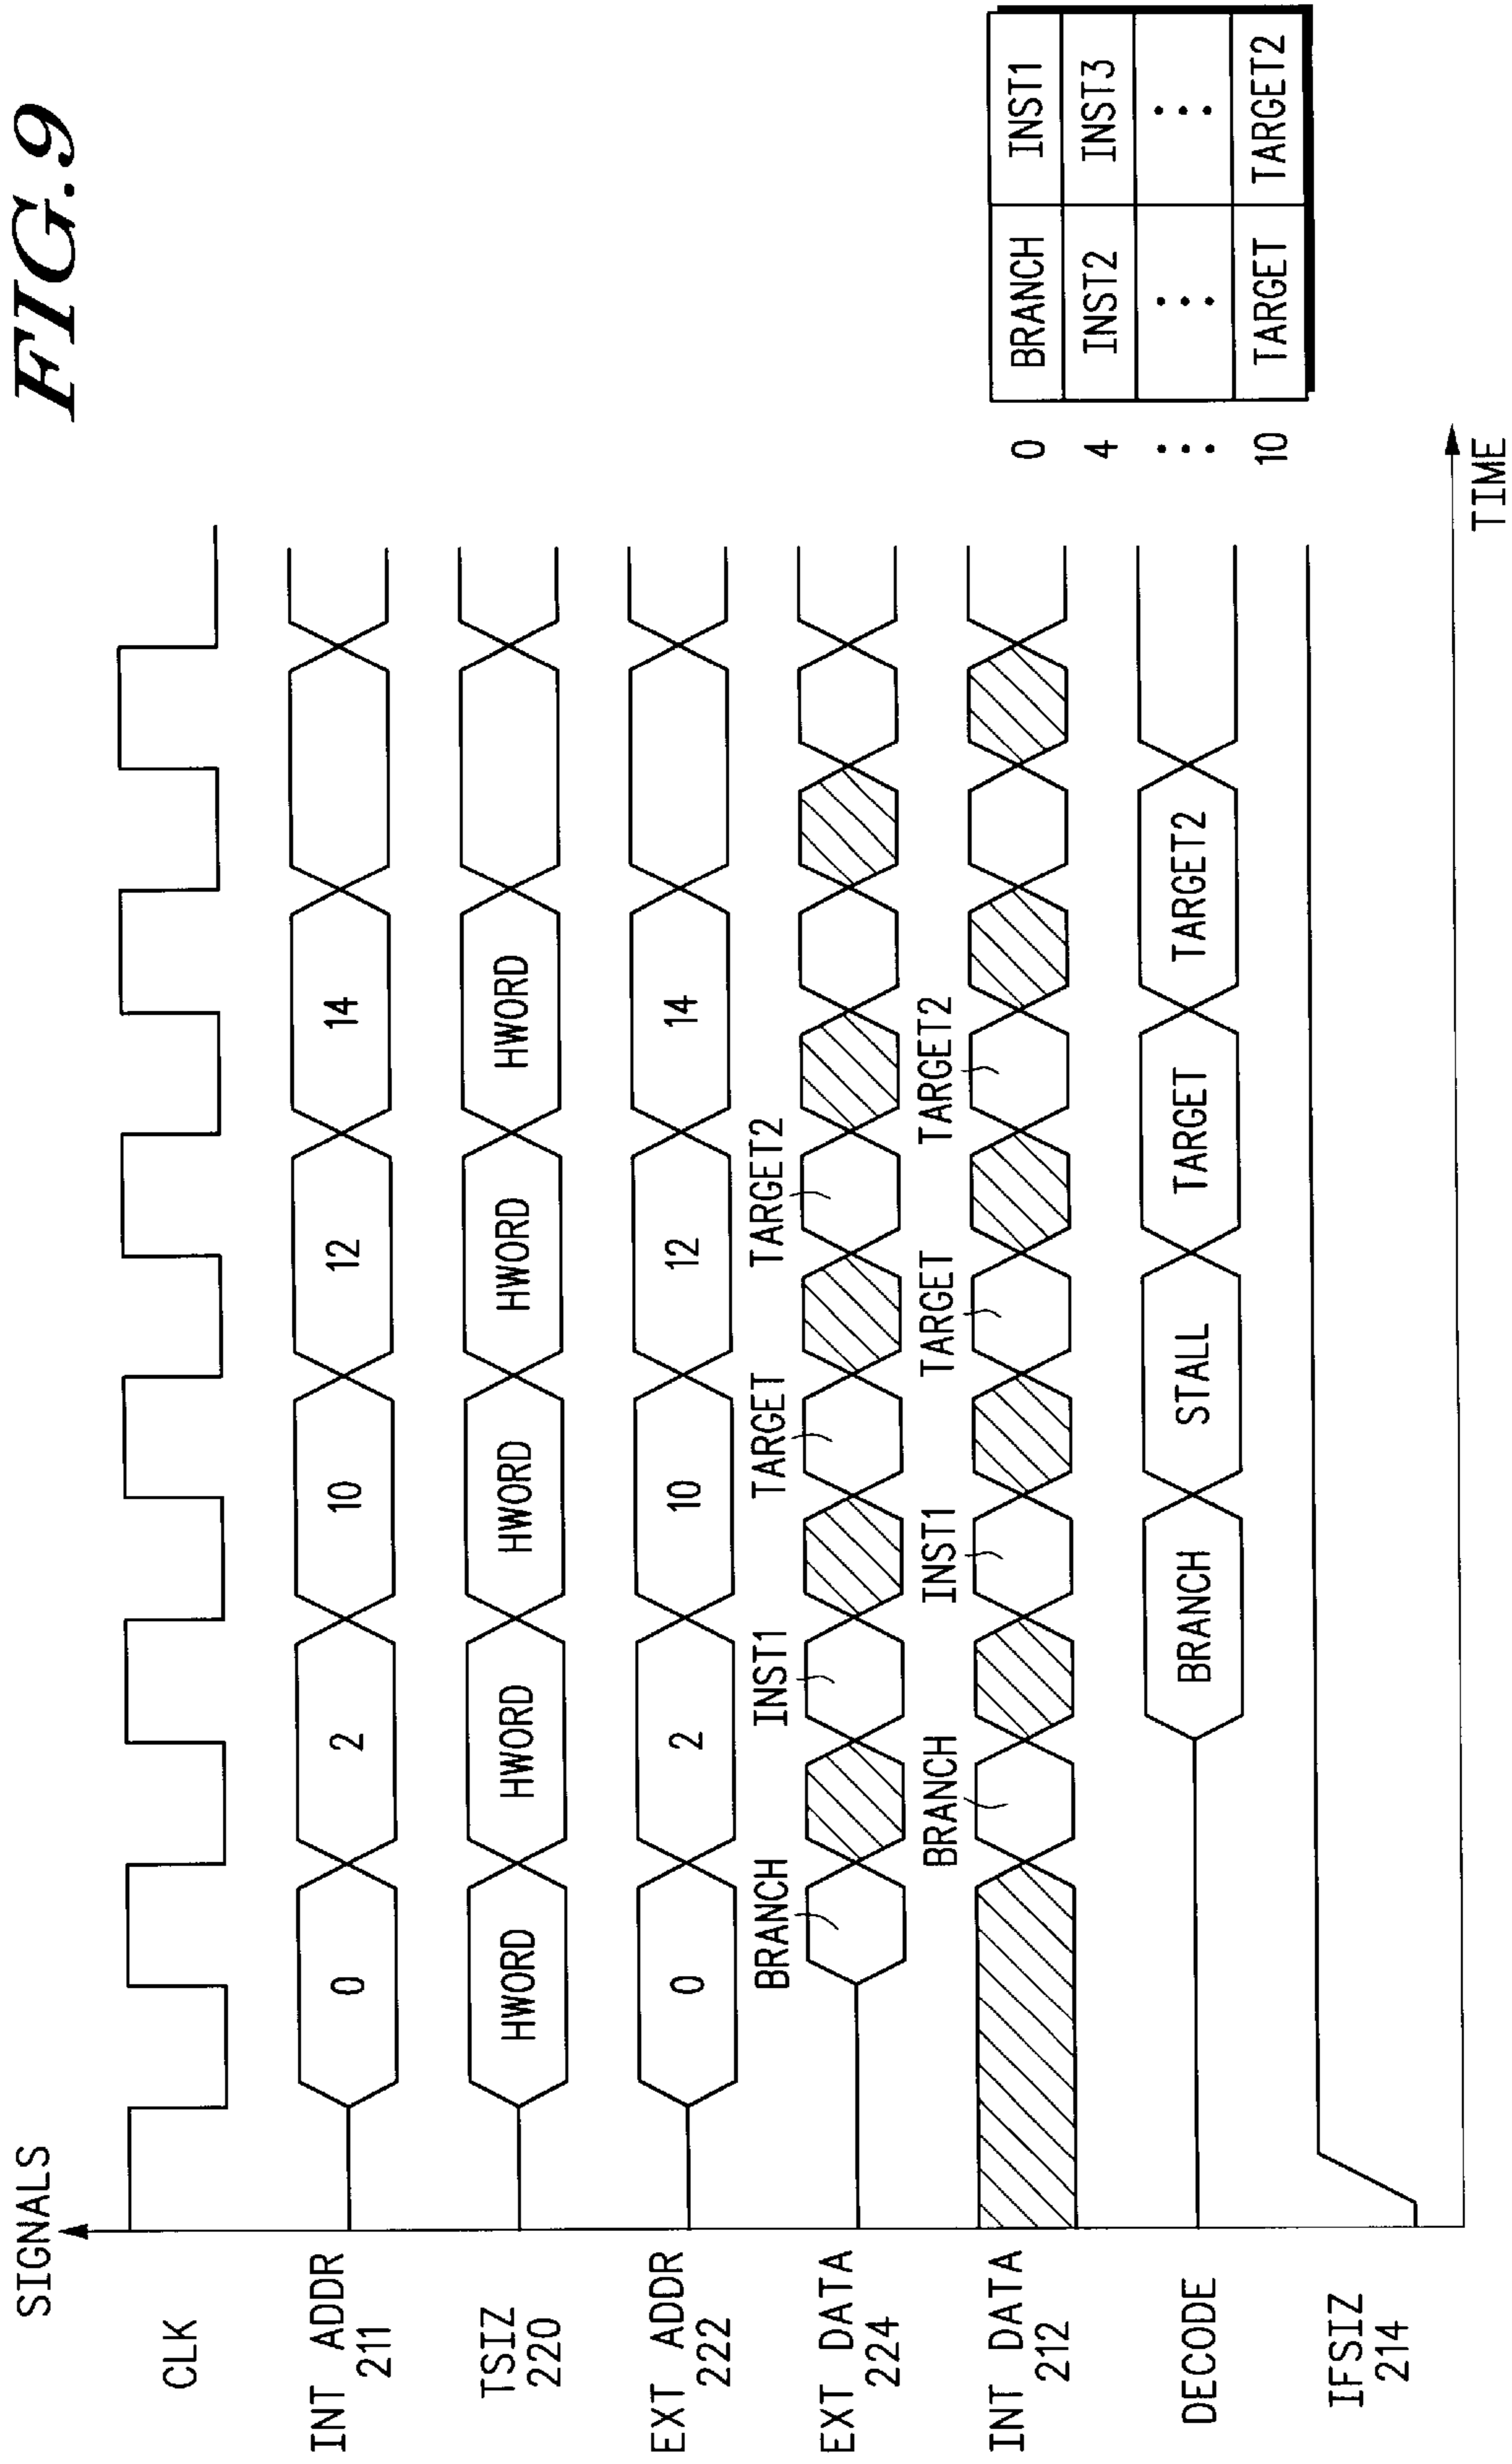 FIG.9
SIGNALS
CLK
INT ADDR
211
0
2
10
12
14
TSIZ
220
HWORD
HWORD
HWORD
HWORD
HWORD
EXT ADDR
222
0
2
10
12
14
EXT DATA
224
BRANCH
INST1
TARGET
TARGET2
INT DATA
212
BRANCH
INST1
TARGET
TARGET2
DECODE
BRANCH
STALL
TARGET
TARGET2
IFSIZ
214
TIME
0 BRANCH INST1
4 INST2 INST3
⋮ ⋮ ⋮
10 TARGET TARGET2